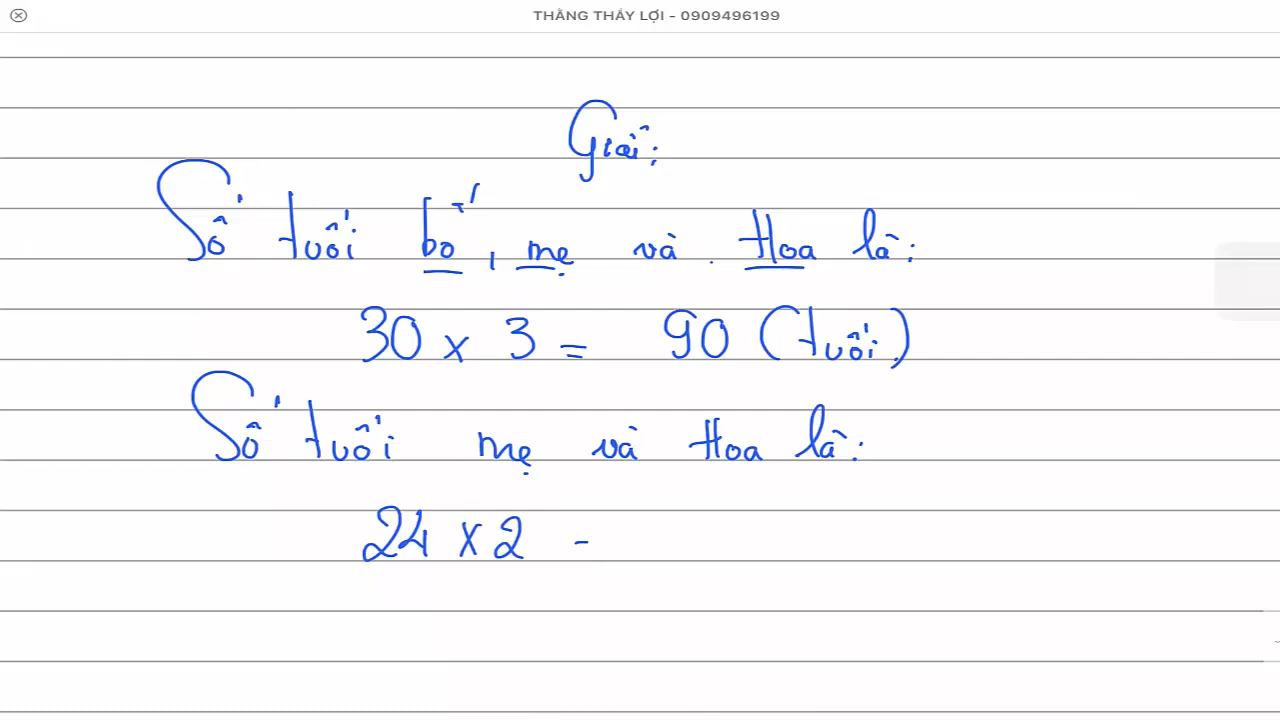 THẰNG THẦY LỢI - 0909496199
Giải:
Số tuổi bố, mẹ và Hoa là:
30 x 3 = 90 (tuổi)
Số tuổi mẹ và Hoa là:
24 x 2 -